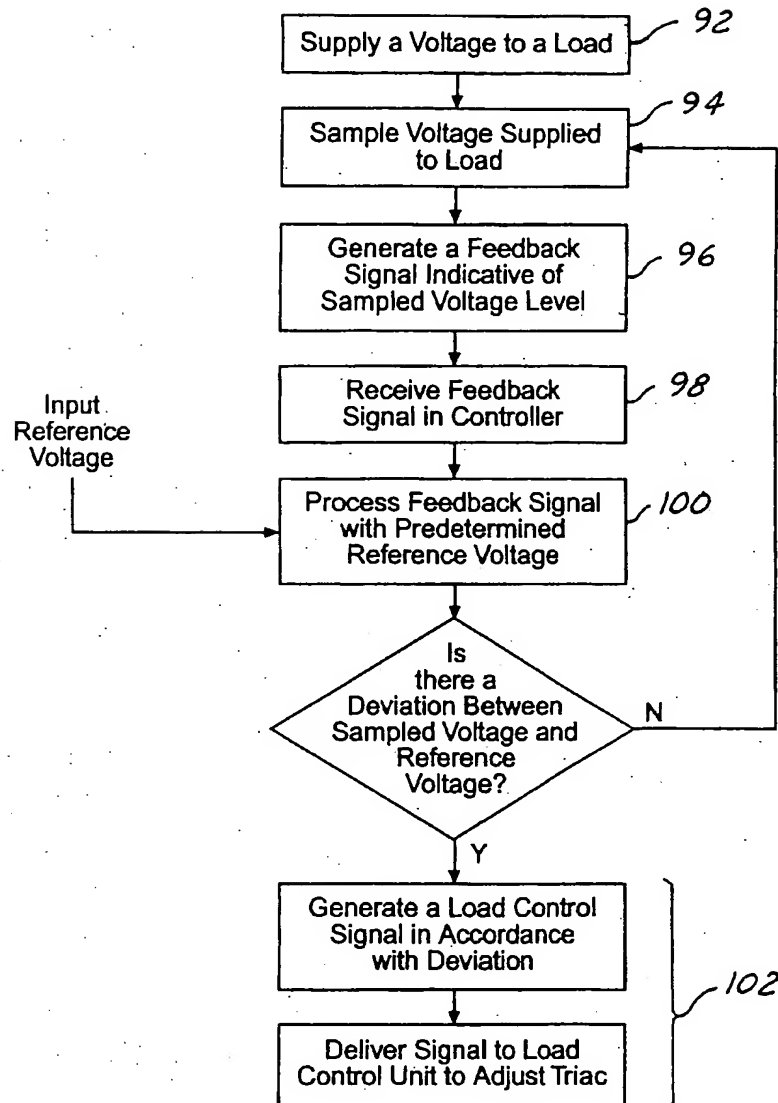 Supply a Voltage to a Load
92
Sample Voltage Supplied
to Load
94
Generate a Feedback
Signal Indicative of
Sampled Voltage Level
96
Receive Feedback
Signal in Controller
98
Input
Reference
Voltage
Process Feedback Signal
with Predetermined
Reference Voltage
100
Is
there a
Deviation Between
Sampled Voltage and
Reference
Voltage?
N
Y
Generate a Load Control
Signal in Accordance
with Deviation
102
Deliver Signal to Load
Control Unit to Adjust Triac